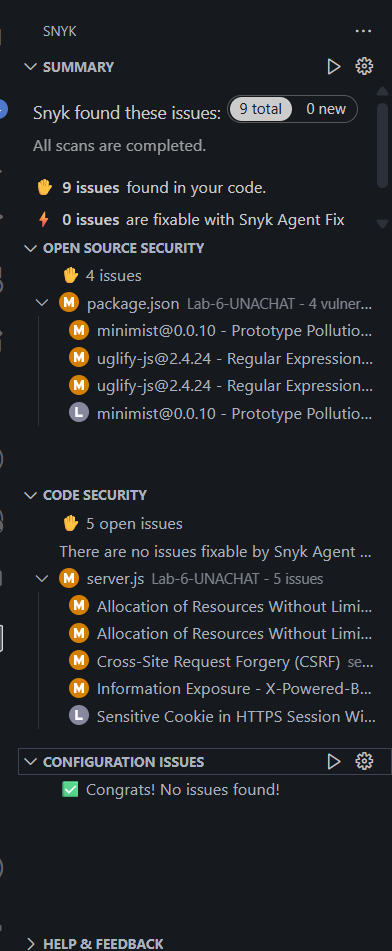 SNYK
SUMMARY
Snyk found these issues: 9 total 0 new
All scans are completed.
9 issues found in your code.
0 issues are fixable with Snyk Agent Fix
OPEN SOURCE SECURITY
4 issues
M package.json Lab-6-UNACHAT - 4 vulner...
M minimist@0.0.10 - Prototype Pollutio...
M uglify-js@2.4.24 - Regular Expression...
M uglify-js@2.4.24 - Regular Expression...
L minimist@0.0.10 - Prototype Pollutio...
CODE SECURITY
5 open issues
There are no issues fixable by Snyk Agent ...
M server.js Lab-6-UNACHAT - 5 issues
M Allocation of Resources Without Limi...
M Allocation of Resources Without Limi...
M Cross-Site Request Forgery (CSRF) se...
M Information Exposure - X-Powered-B...
L Sensitive Cookie in HTTPS Session Wi...
CONFIGURATION ISSUES
Congrats! No issues found!
HELP & FEEDBACK